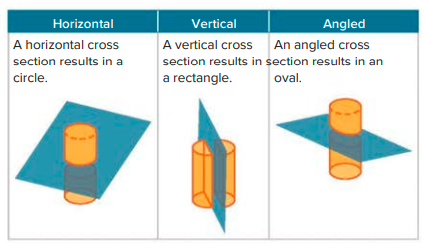 Horizontal
Vertical
Angled
A horizontal cross
section results in a
circle.
A vertical cross
section results in
a rectangle.
An angled cross
section results in an
oval.